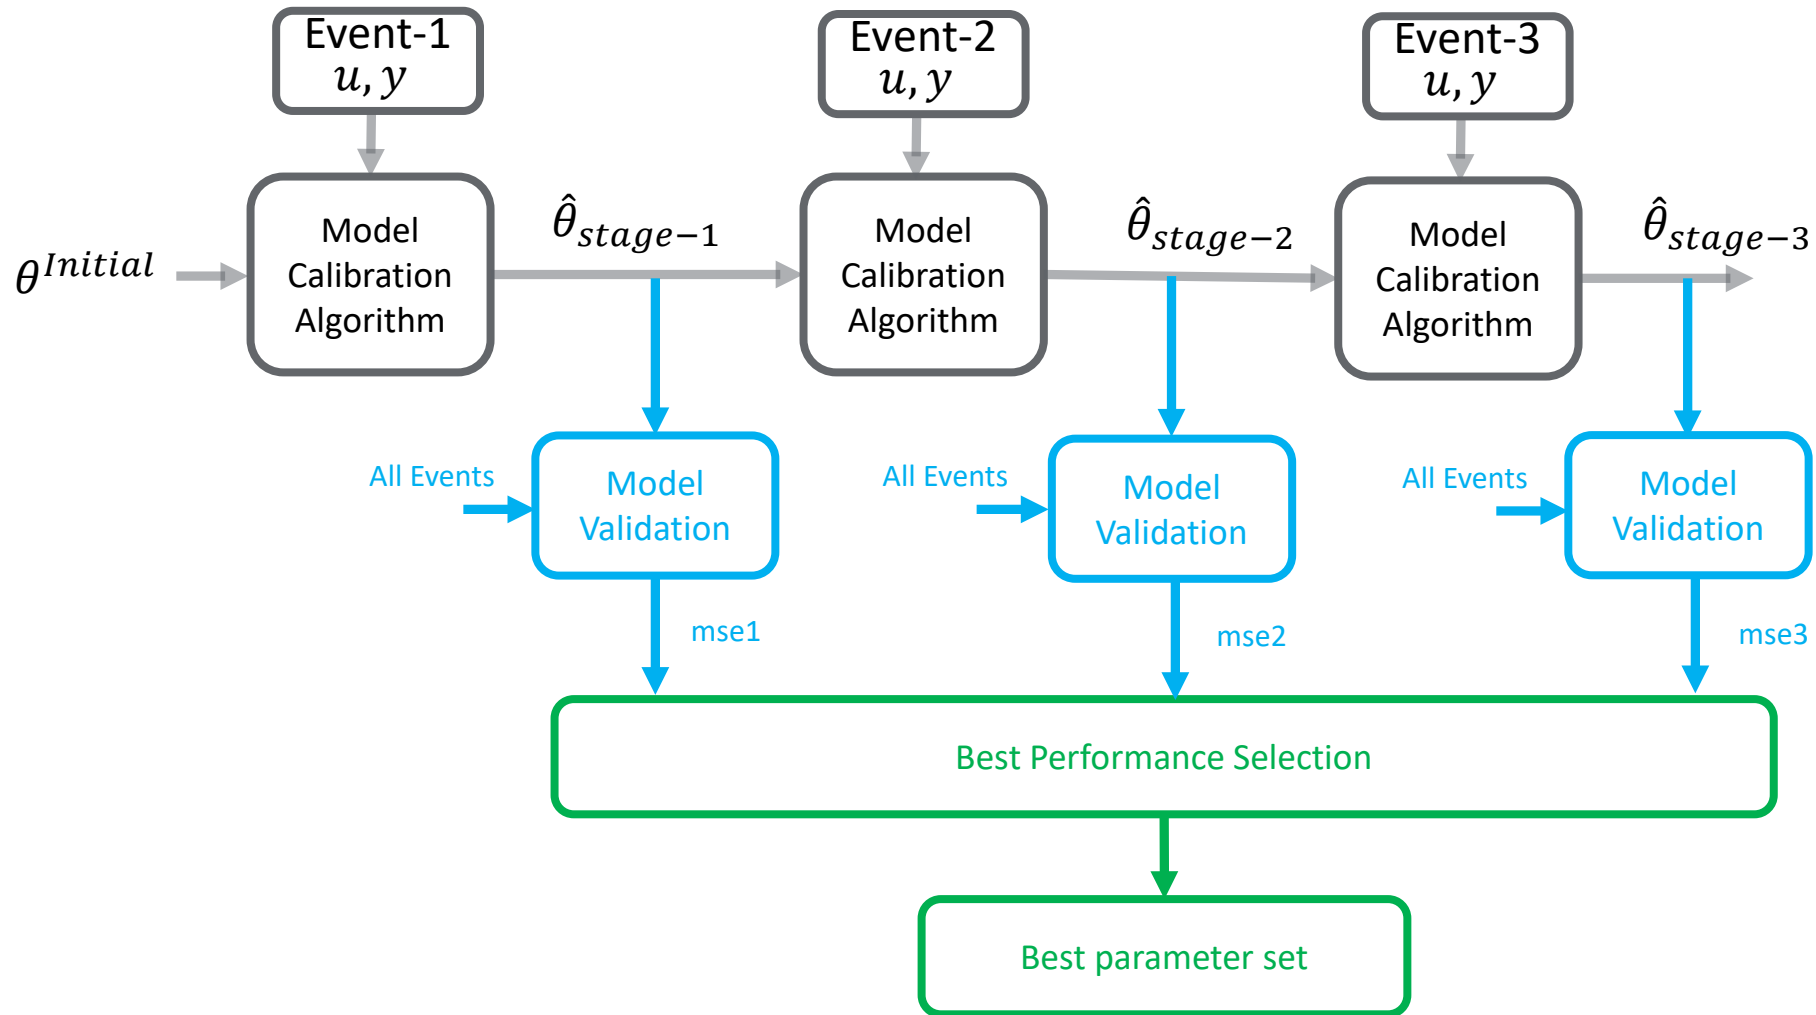 Event-1
u, y
Event-2
u, y
Event-3
u, y
θ^Initial
Model
Calibration
Algorithm
θ̂_stage−1
Model
Calibration
Algorithm
θ̂_stage−2
Model
Calibration
Algorithm
θ̂_stage−3
All Events
Model
Validation
All Events
Model
Validation
All Events
Model
Validation
mse1
mse2
mse3
Best Performance Selection
Best parameter set